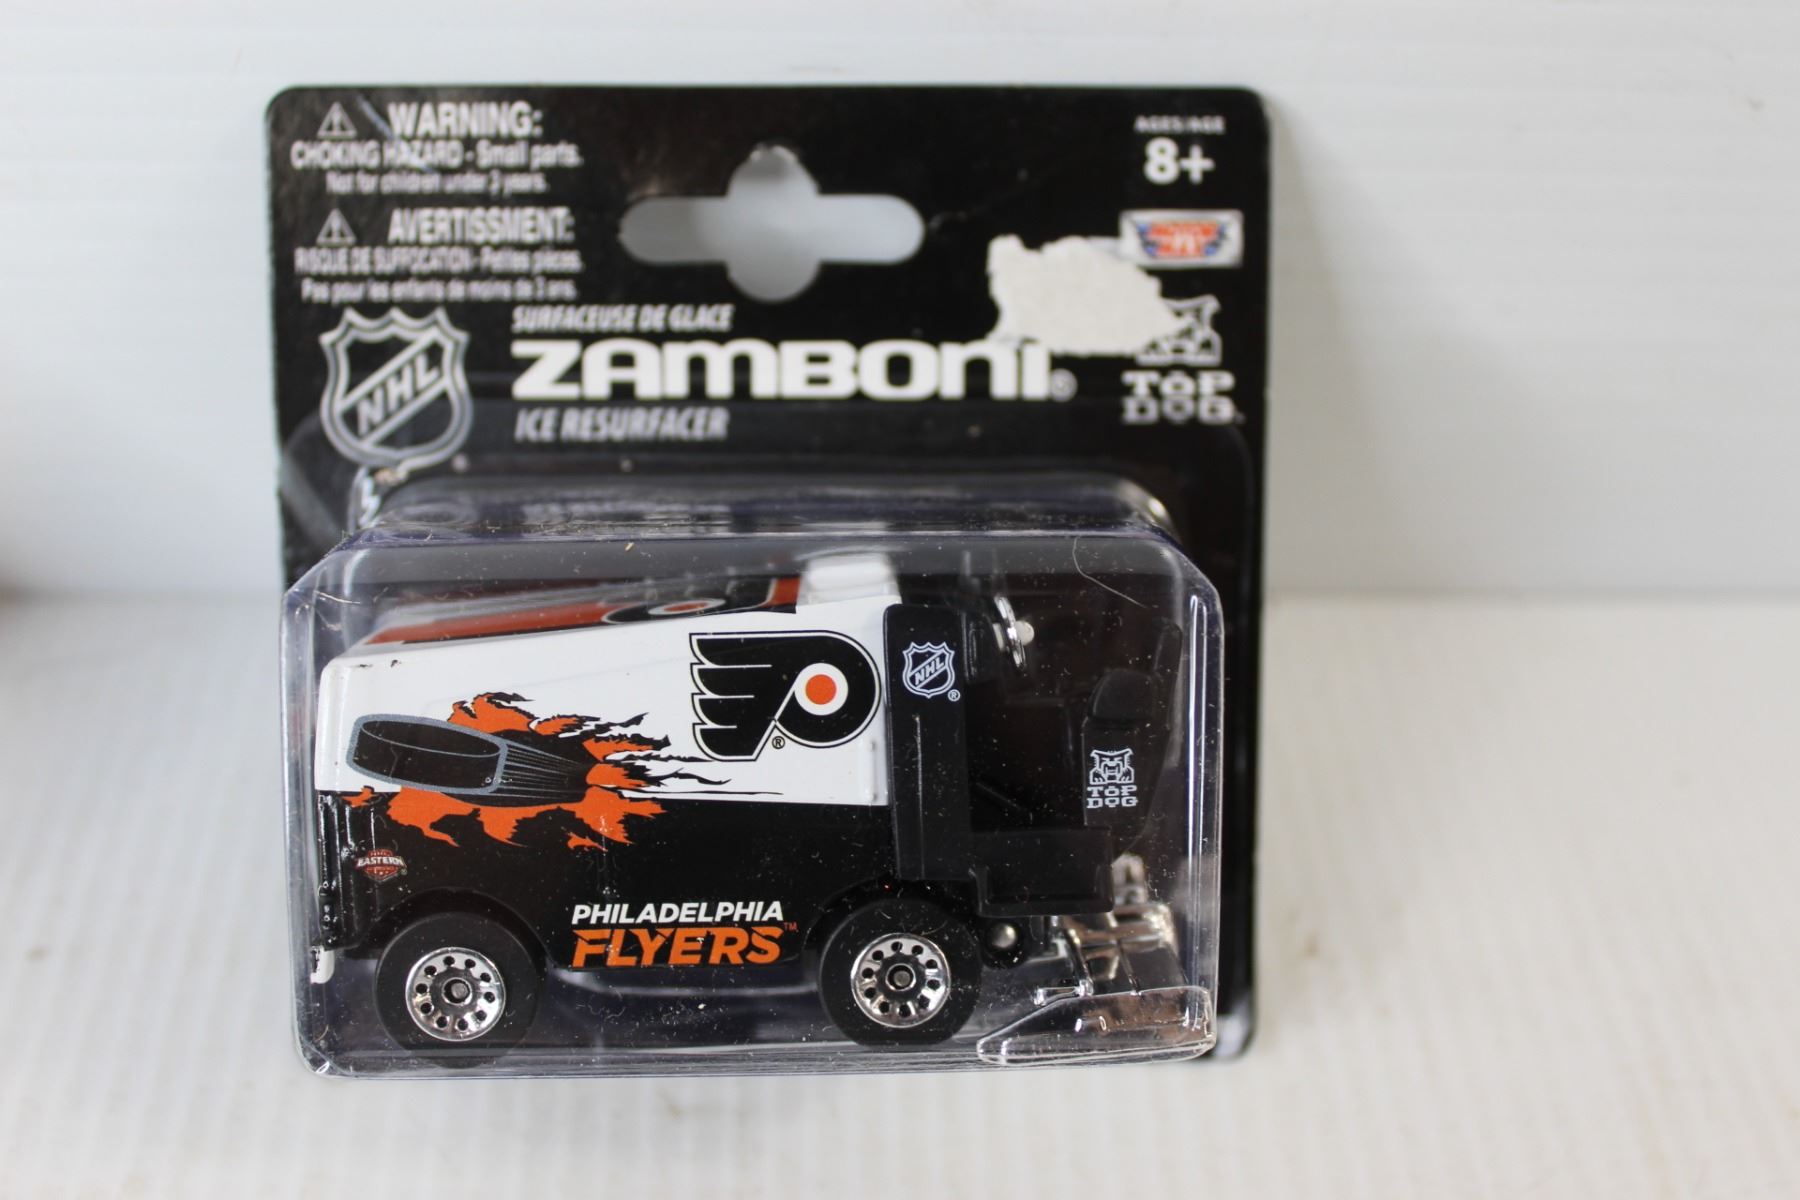 WARNING:
CHOKING HAZARD - Small parts.
Not for children under 3 years.
AVERTISSMENT:
RISQUE DE SUFFOCATION - Petites pièces.
Pas pour les enfants de moins de 3 ans.
AGES/AGE
8+
SURFACEUSE DE GLACE
ZAMBONI®
ICE RESURFACER
NHL
TOP
DOG
NHL
®
®
TOP
DOG
EASTERN
PHILADELPHIA
FLYERS™